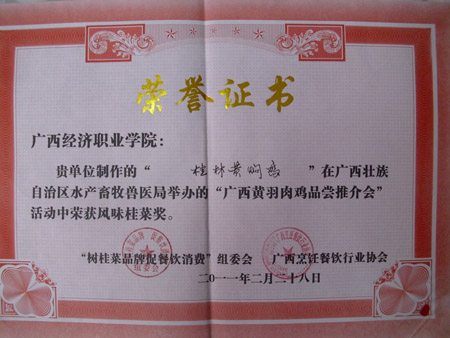 荣誉证书
广西经济职业学院：
贵单位制作的“桂林黄焖鸡”在广西壮族
自治区水产畜牧兽医局举办的“广西黄羽肉鸡品尝推介会”
活动中荣获风味桂菜奖。
“树桂菜品牌促餐饮消费”组委会 广西烹饪餐饮行业协会
二〇一一年二月二十八日